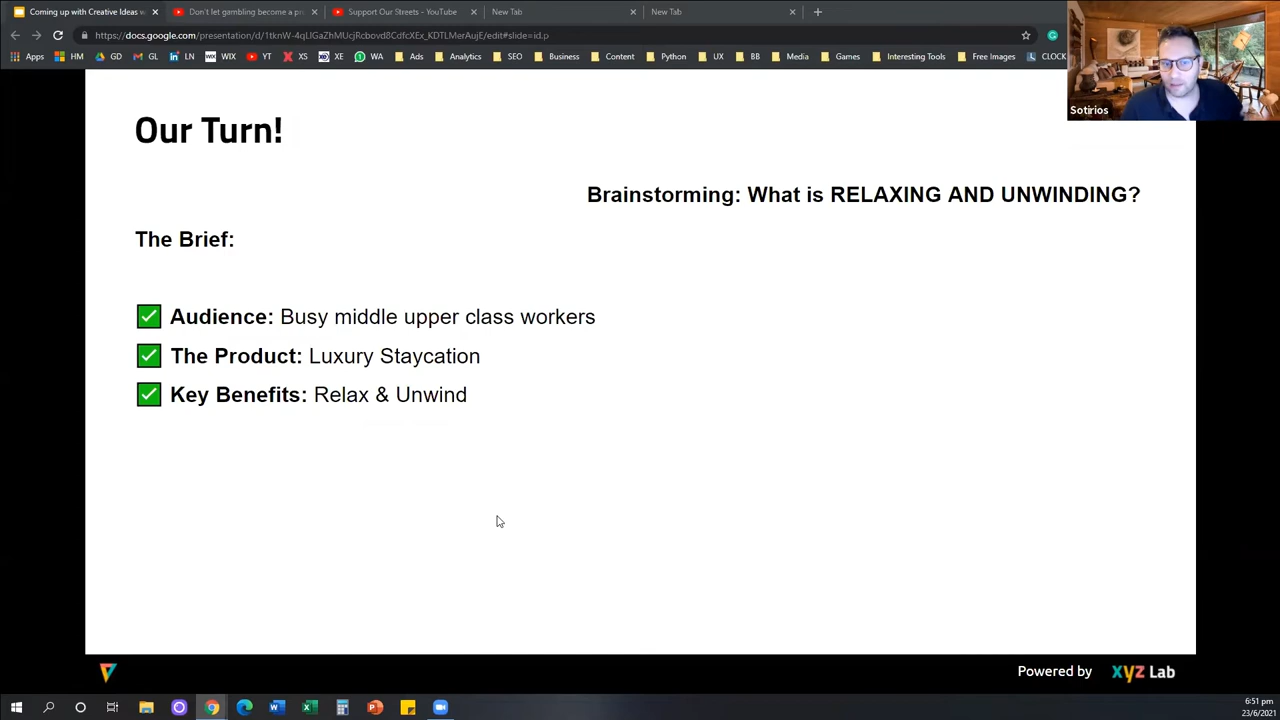 Coming up with Creative Ideas w
Don't let gambling become a pr
Support Our Streets - YouTube
New Tab
New Tab
https://docs.google.com/presentation/d/1tknW-4qLlGaZhMUcjRcbovd8CdfcXEx_KDTLMerAujE/edit#slide=id.p
Apps HM GD GL LN WIX YT XS XE WA Ads Analytics SEO Business Content Python UX BB Media Games Interesting Tools Free Images CLOCK
Sotirios
Our Turn!
Brainstorming: What is RELAXING AND UNWINDING?
The Brief:
Audience: Busy middle upper class workers
The Product: Luxury Staycation
Key Benefits: Relax & Unwind
Powered by XYZ Lab
6:51 pm
23/6/2021